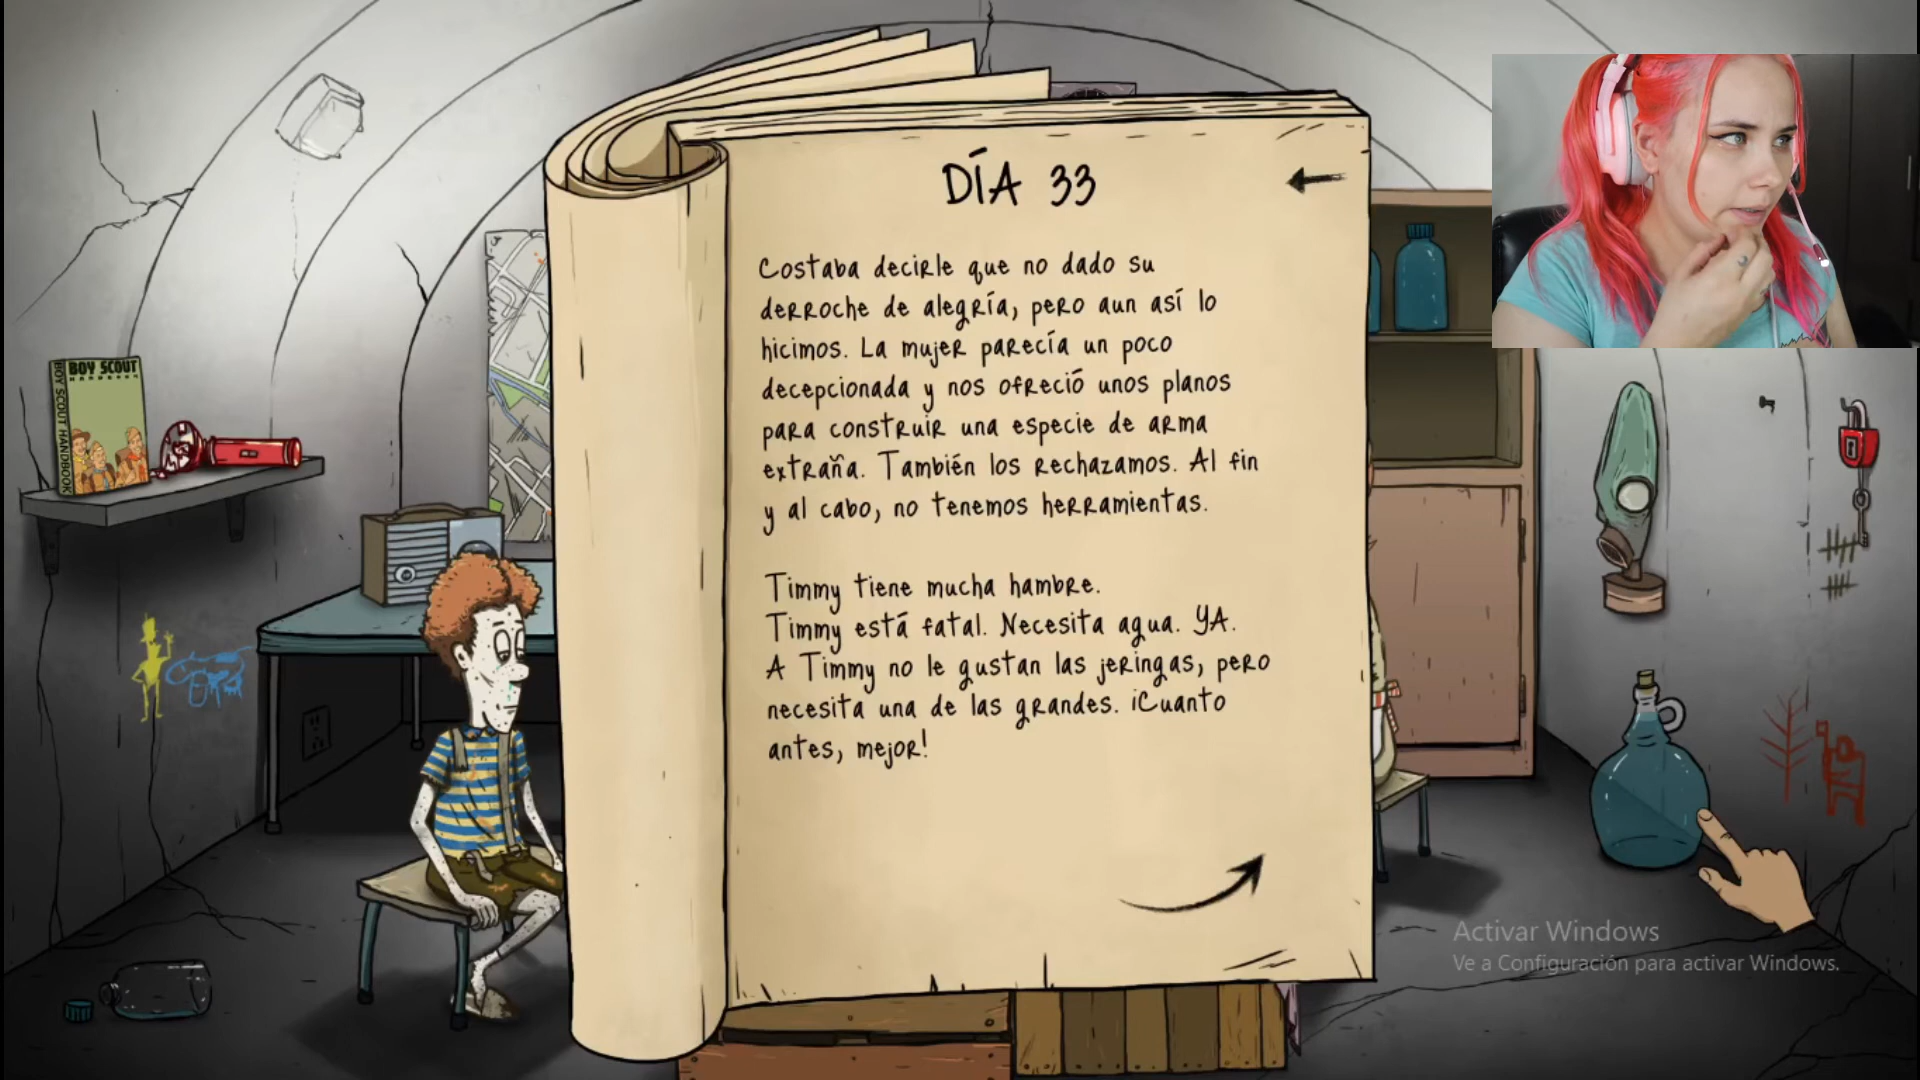 DÍA 33
Costaba decirle que no dado su
derroche de alegría, pero aun así lo
hicimos. La mujer parecía un poco
decepcionada y nos ofreció unos planos
para construir una especie de arma
extraña. También los rechazamos. Al fin
y al cabo, no tenemos herramientas.
Timmy tiene mucha hambre.
Timmy está fatal. Necesita agua. YA.
A Timmy no le gustan las jeringas, pero
necesita una de las grandes. ¡Cuanto
antes, mejor!
BOY SCOUT
HANDBOOK
BOY SCOUT HANDBOOK
Activar Windows
Ve a Configuración para activar Windows.